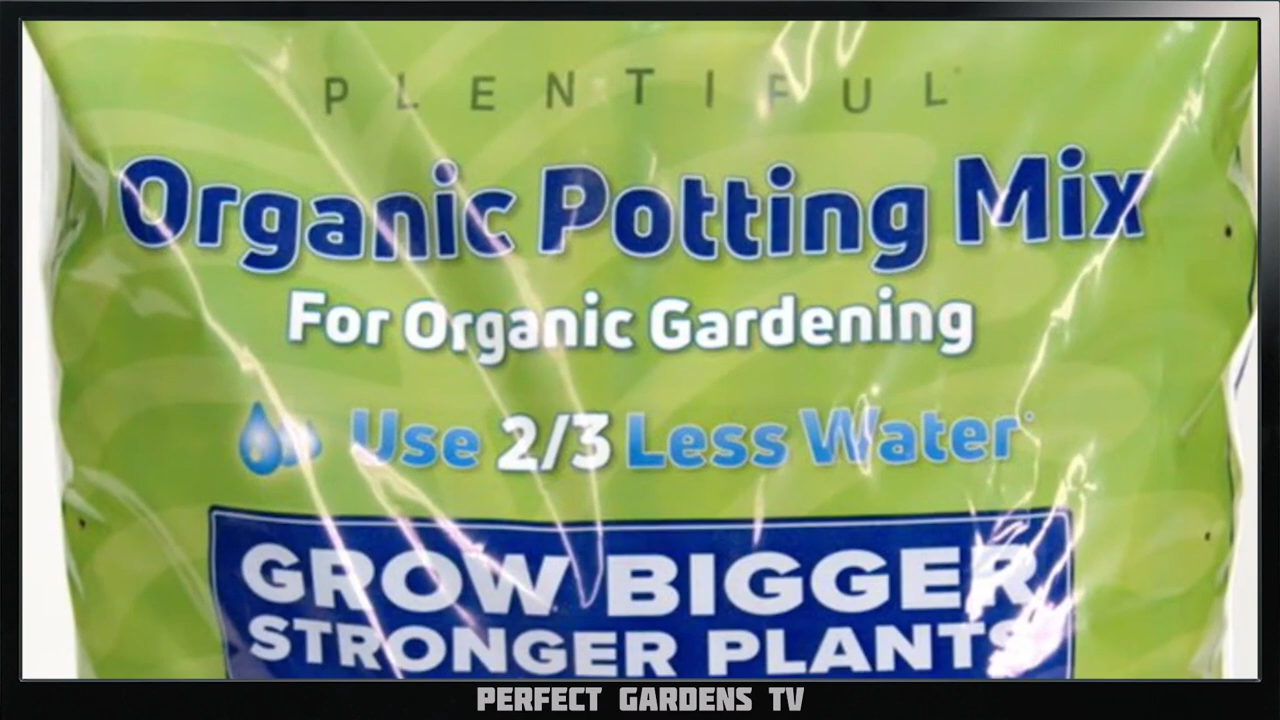 PLENTIFUL
Organic Potting Mix
For Organic Gardening
Use 2/3 Less Water*
GROW BIGGER
STRONGER PLANTS
PERFECT GARDENS TV